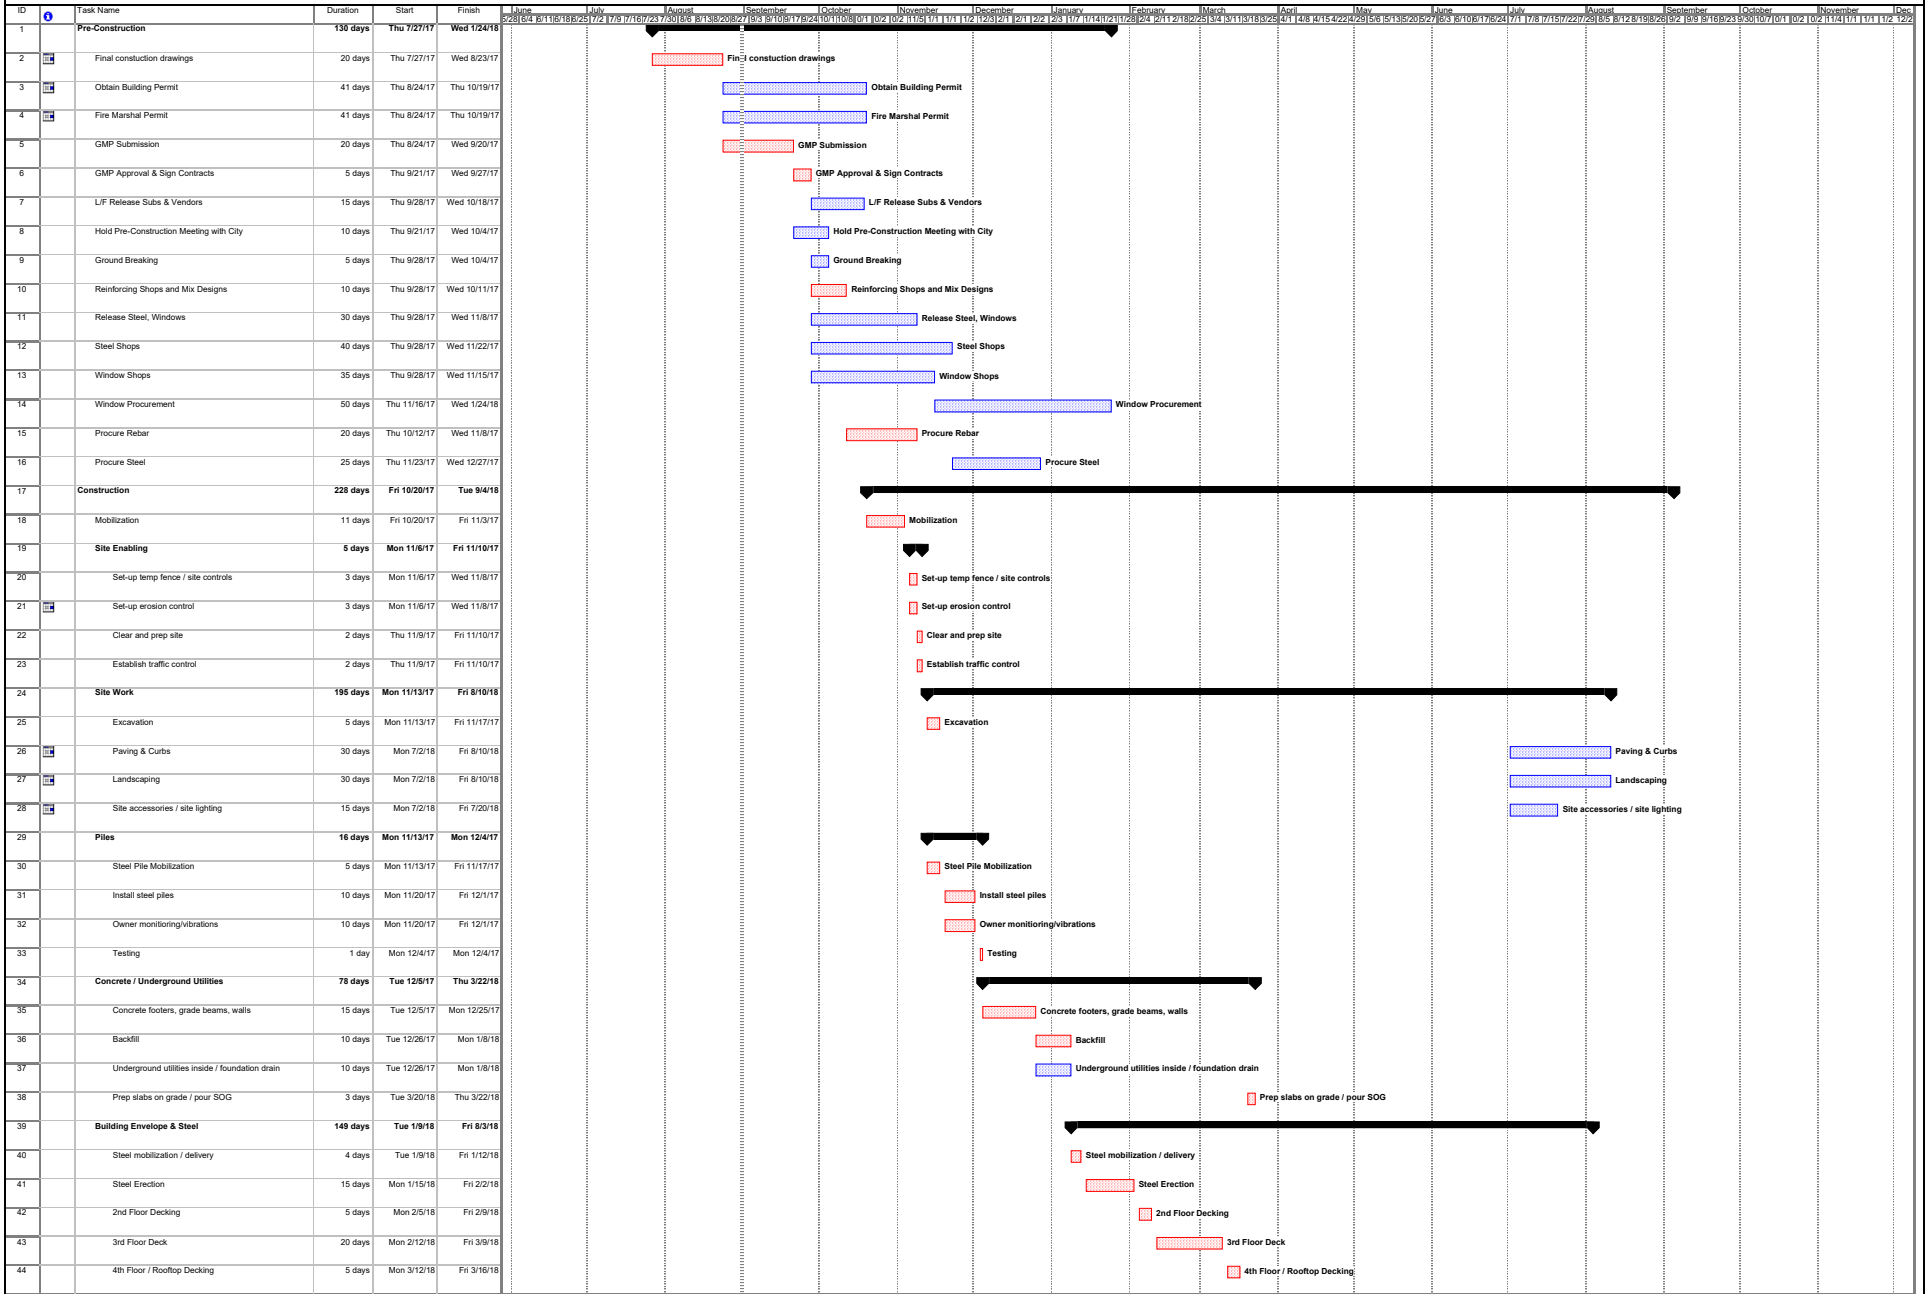 ID Task Name Duration Start Finish June July August September October November December January February March April May June July August September October November Dec
1 Pre-Construction 130 days Thu 7/27/17 Wed 1/24/18
2 Final constuction drawings 20 days Thu 7/27/17 Wed 8/23/17 Final constuction drawings
3 Obtain Building Permit 41 days Thu 8/24/17 Thu 10/19/17 Obtain Building Permit
4 Fire Marshal Permit 41 days Thu 8/24/17 Thu 10/19/17 Fire Marshal Permit
5 GMP Submission 20 days Thu 8/24/17 Wed 9/20/17 GMP Submission
6 GMP Approval & Sign Contracts 5 days Thu 9/21/17 Wed 9/27/17 GMP Approval & Sign Contracts
7 L/F Release Subs & Vendors 15 days Thu 9/28/17 Wed 10/18/17 L/F Release Subs & Vendors
8 Hold Pre-Construction Meeting with City 10 days Thu 9/21/17 Wed 10/4/17 Hold Pre-Construction Meeting with City
9 Ground Breaking 5 days Thu 9/28/17 Wed 10/4/17 Ground Breaking
10 Reinforcing Shops and Mix Designs 10 days Thu 9/28/17 Wed 10/11/17 Reinforcing Shops and Mix Designs
11 Release Steel, Windows 30 days Thu 9/28/17 Wed 11/8/17 Release Steel, Windows
12 Steel Shops 40 days Thu 9/28/17 Wed 11/22/17 Steel Shops
13 Window Shops 35 days Thu 9/28/17 Wed 11/15/17 Window Shops
14 Window Procurement 50 days Thu 11/16/17 Wed 1/24/18 Window Procurement
15 Procure Rebar 20 days Thu 10/12/17 Wed 11/8/17 Procure Rebar
16 Procure Steel 25 days Thu 11/23/17 Wed 12/27/17 Procure Steel
17 Construction 228 days Fri 10/20/17 Tue 9/4/18
18 Mobilization 11 days Fri 10/20/17 Fri 11/3/17 Mobilization
19 Site Enabling 5 days Mon 11/6/17 Fri 11/10/17
20 Set-up temp fence / site controls 3 days Mon 11/6/17 Wed 11/8/17 Set-up temp fence / site controls
21 Set-up erosion control 3 days Mon 11/6/17 Wed 11/8/17 Set-up erosion control
22 Clear and prep site 2 days Thu 11/9/17 Fri 11/10/17 Clear and prep site
23 Establish traffic control 2 days Thu 11/9/17 Fri 11/10/17 Establish traffic control
24 Site Work 195 days Mon 11/13/17 Fri 8/10/18
25 Excavation 5 days Mon 11/13/17 Fri 11/17/17 Excavation
26 Paving & Curbs 30 days Mon 7/2/18 Fri 8/10/18 Paving & Curbs
27 Landscaping 30 days Mon 7/2/18 Fri 8/10/18 Landscaping
28 Site accessories / site lighting 15 days Mon 7/2/18 Fri 7/20/18 Site accessories / site lighting
29 Piles 16 days Mon 11/13/17 Mon 12/4/17
30 Steel Pile Mobilization 5 days Mon 11/13/17 Fri 11/17/17 Steel Pile Mobilization
31 Install steel piles 10 days Mon 11/20/17 Fri 12/1/17 Install steel piles
32 Owner monitioring/vibrations 10 days Mon 11/20/17 Fri 12/1/17 Owner monitioring/vibrations
33 Testing 1 day Mon 12/4/17 Mon 12/4/17 Testing
34 Concrete / Underground Utilities 78 days Tue 12/5/17 Thu 3/22/18
35 Concrete footers, grade beams, walls 15 days Tue 12/5/17 Mon 12/25/17 Concrete footers, grade beams, walls
36 Backfill 10 days Tue 12/26/17 Mon 1/8/18 Backfill
37 Underground utilities inside / foundation drain 10 days Tue 12/26/17 Mon 1/8/18 Underground utilities inside / foundation drain
38 Prep slabs on grade / pour SOG 3 days Tue 3/20/18 Thu 3/22/18 Prep slabs on grade / pour SOG
39 Building Envelope & Steel 149 days Tue 1/9/18 Fri 8/3/18
40 Steel mobilization / delivery 4 days Tue 1/9/18 Fri 1/12/18 Steel mobilization / delivery
41 Steel Erection 15 days Mon 1/15/18 Fri 2/2/18 Steel Erection
42 2nd Floor Decking 5 days Mon 2/5/18 Fri 2/9/18 2nd Floor Decking
43 3rd Floor Deck 20 days Mon 2/12/18 Fri 3/9/18 3rd Floor Deck
44 4th Floor / Rooftop Decking 5 days Mon 3/12/18 Fri 3/16/18 4th Floor / Rooftop Decking